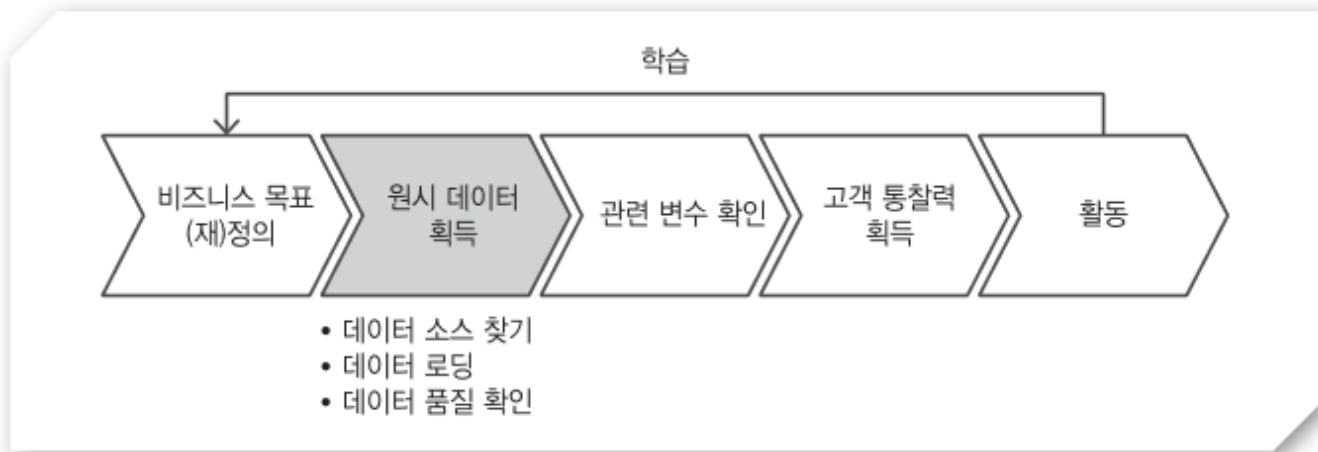 학습
비즈니스 목표
(재)정의
원시 데이터
획득
관련 변수 확인
고객 통찰력
획득
활동
• 데이터 소스 찾기
• 데이터 로딩
• 데이터 품질 확인